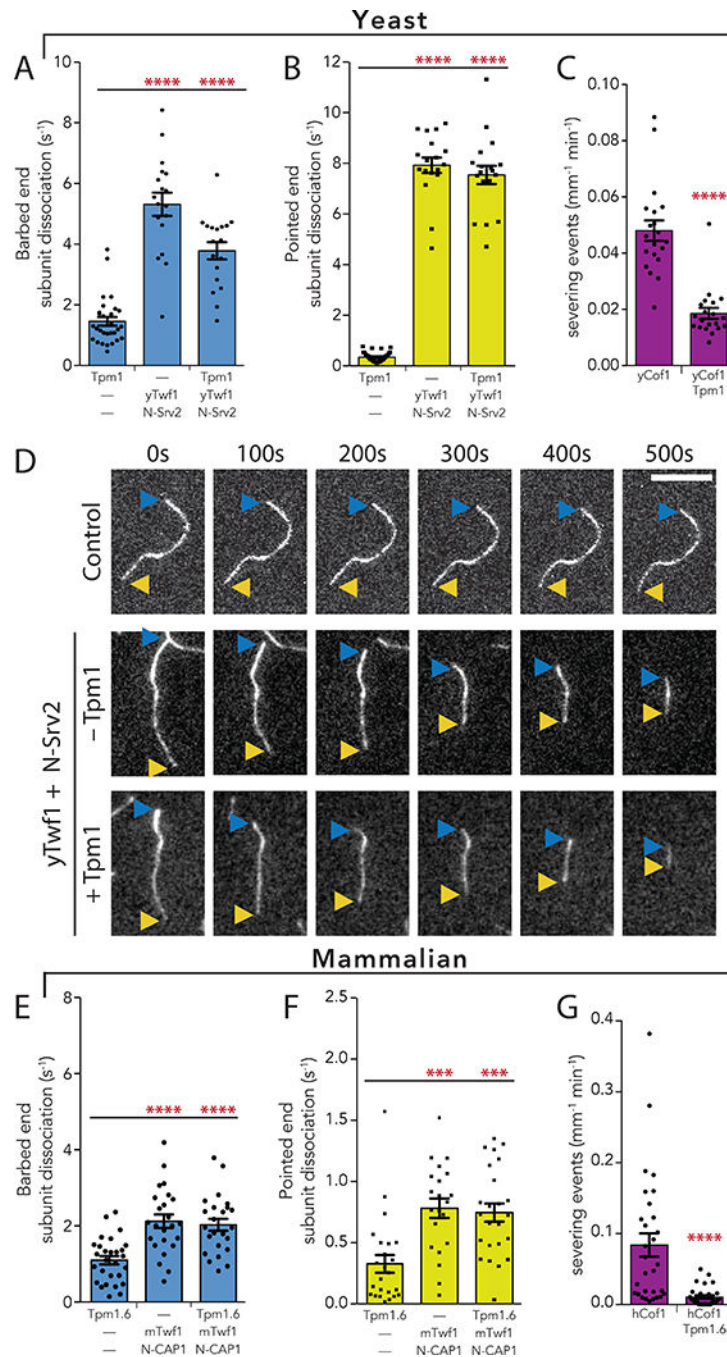 Yeast
A
Barbed end
subunit dissociation (s⁻¹)
10
8
6
4
2
0
**** ****
Tpm1 — Tpm1
— yTwf1 yTwf1
— N-Srv2 N-Srv2
B
Pointed end
subunit dissociation (s⁻¹)
12
10
8
6
4
2
0
**** ****
Tpm1 — Tpm1
— yTwf1 yTwf1
— N-Srv2 N-Srv2
C
severing events (mm⁻¹ min⁻¹)
0.10
0.08
0.06
0.04
0.02
0.00
****
yCof1 yCof1
Tpm1
D
0s 100s 200s 300s 400s 500s
Control
yTwf1 + N-Srv2
– Tpm1
+ Tpm1
Mammalian
E
Barbed end
subunit dissociation (s⁻¹)
8
6
4
2
0
**** ****
Tpm1.6 — Tpm1.6
— mTwf1 mTwf1
— N-CAP1 N-CAP1
F
Pointed end
subunit dissociation (s⁻¹)
2.5
2.0
1.5
1.0
0.5
0.0
*** ***
Tpm1.6 — Tpm1.6
— mTwf1 mTwf1
— N-CAP1 N-CAP1
G
severing events (mm⁻¹ min⁻¹)
0.4
0.3
0.2
0.1
0.0
****
hCof1 hCof1
Tpm1.6